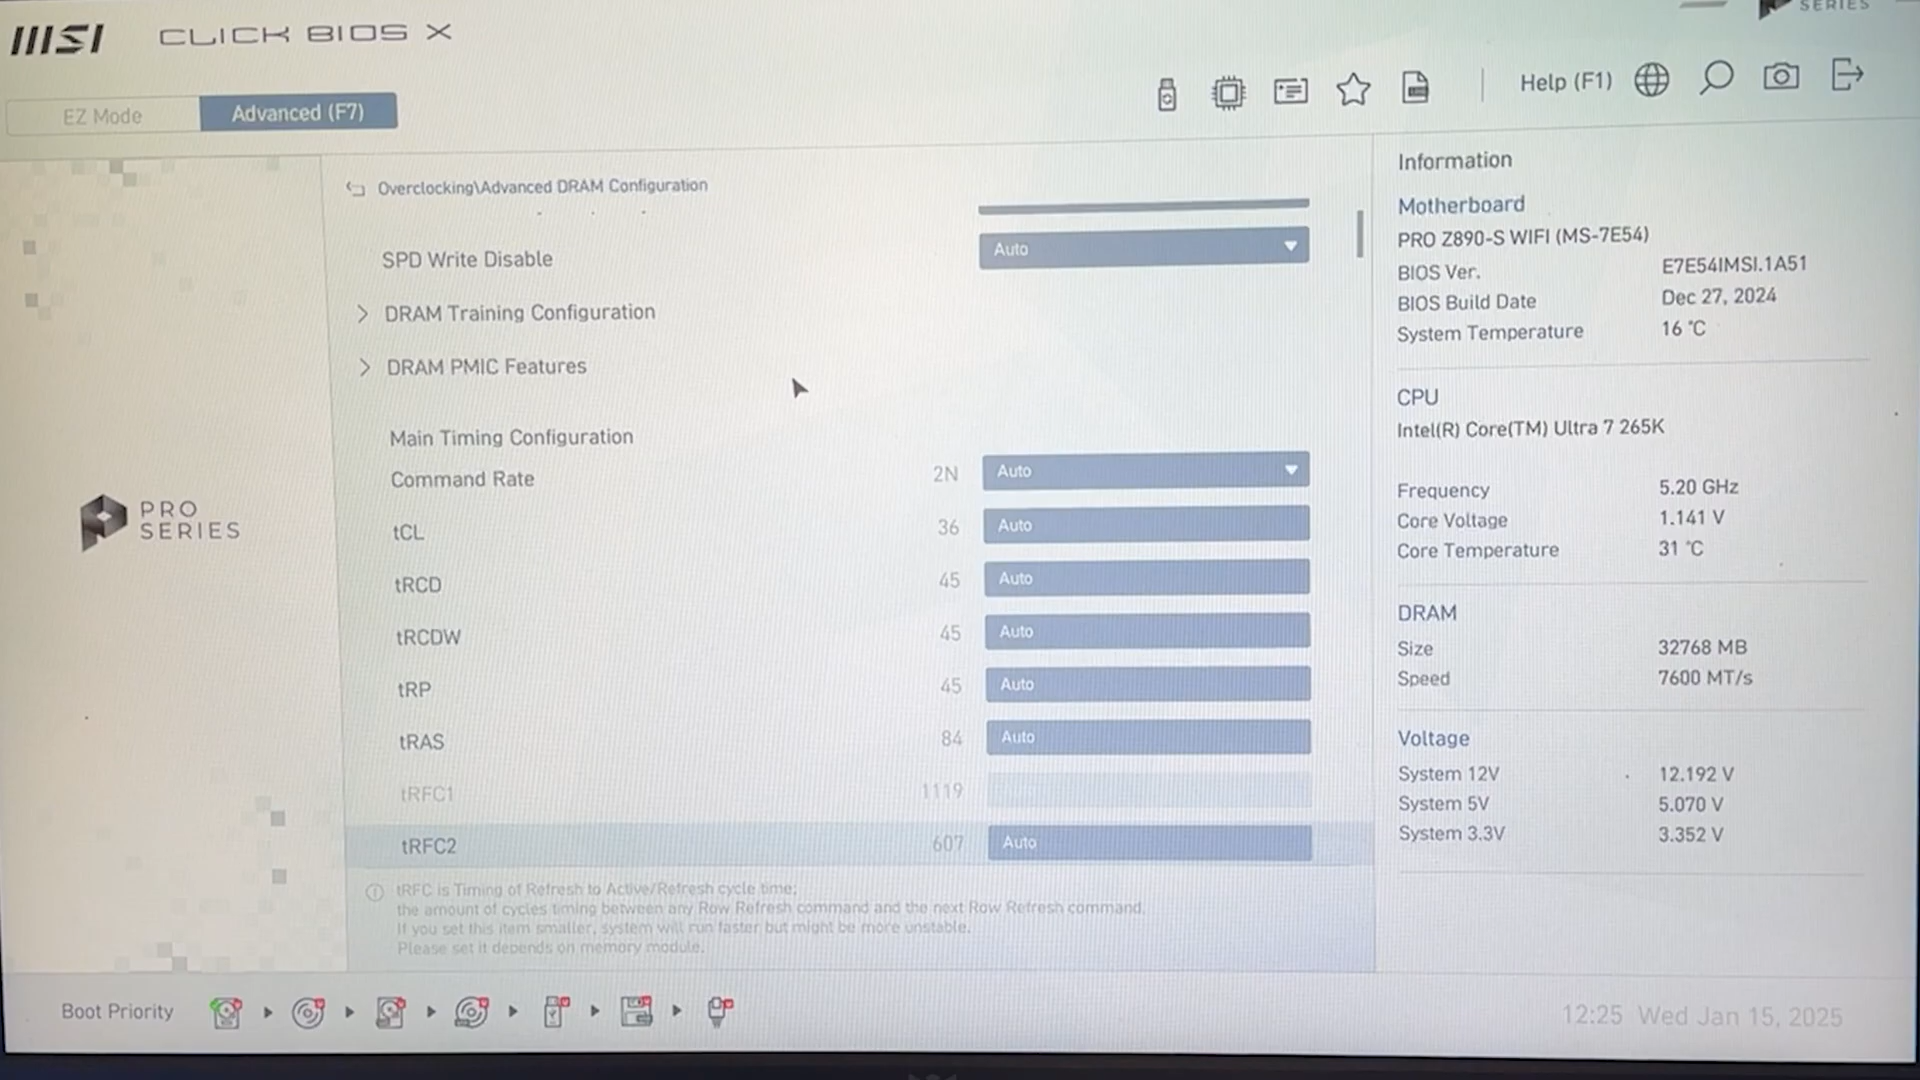 msi CLICK BIOS X
SERIES
EZ Mode
Advanced (F7)
Help (F1)
Overclocking\Advanced DRAM Configuration
SPD Write Disable Auto
DRAM Training Configuration
DRAM PMIC Features
Main Timing Configuration
Command Rate 2N Auto
tCL 36 Auto
tRCD 45 Auto
tRCDW 45 Auto
tRP 45 Auto
tRAS 84 Auto
tRFC1 1119
tRFC2 607 Auto
tRFC is Timing of Refresh to Active/Refresh cycle time;
the amount of cycles timing between any Row Refresh command and the next Row Refresh command.
If you set this item smaller, system will run faster but might be more unstable.
Please set it depends on memory module.
PRO
SERIES
Information
Motherboard
PRO Z890-S WIFI (MS-7E54)
BIOS Ver. E7E54IMSI.1A51
BIOS Build Date Dec 27, 2024
System Temperature 16 °C
CPU
Intel(R) Core(TM) Ultra 7 265K
Frequency 5.20 GHz
Core Voltage 1.141 V
Core Temperature 31 °C
DRAM
Size 32768 MB
Speed 7600 MT/s
Voltage
System 12V 12.192 V
System 5V 5.070 V
System 3.3V 3.352 V
Boot Priority
12:25 Wed Jan 15, 2025